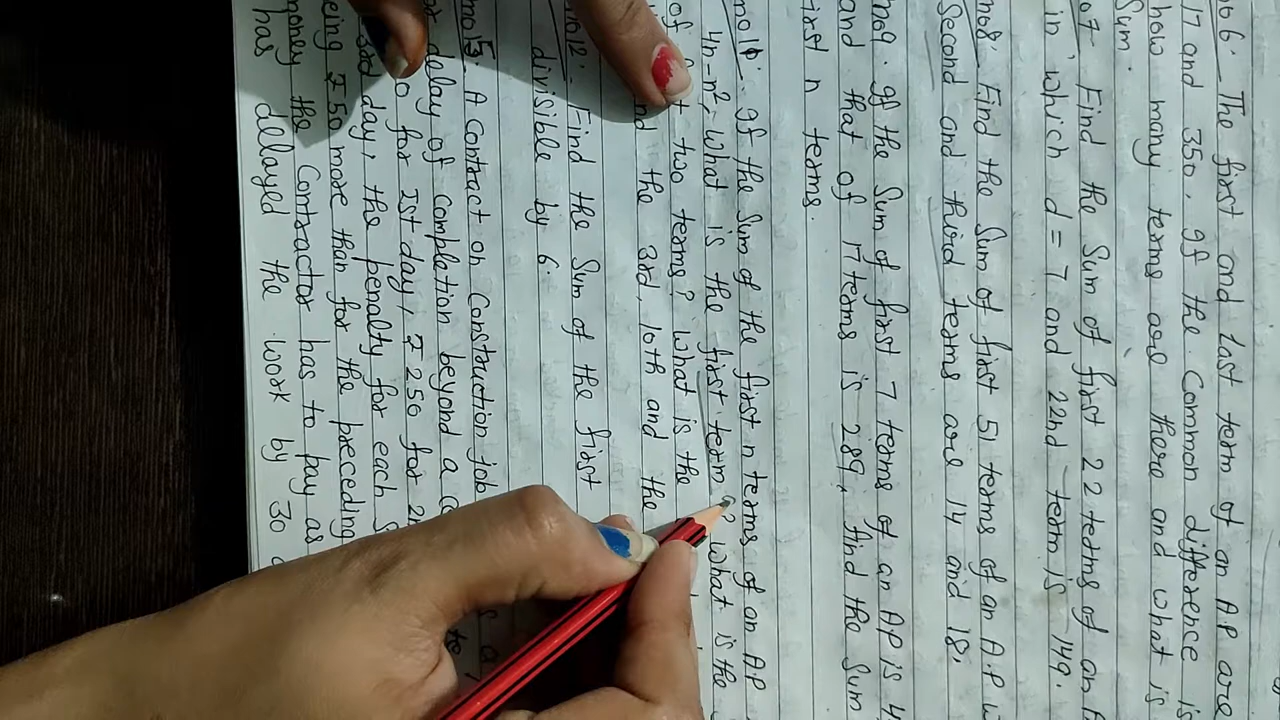 6. The first and last term of an A.P are
17 and 350. If the Common difference is
how many terms are there and what is
Sum.
07 Find the Sum of first 22 terms of an A
in which d = 7 and 22nd term is 149.
no8. Find the Sum of first 51 terms of an A.P w
Second and third terms are 14 and 18.
no9. If the Sum of first 7 terms of an AP is 4
and that of 17 terms is 289, find the sum
first n terms.
If the Sum of the first n terms of an AP
4n-n², what is the first term ? what is the
of two terms? what is the
the 3rd, 10th and the
no12. Find the Sum of the first
divisible by 6.
A Contract on Construction job
delay of Completion beyond a
0 for Ist day, ₹ 250 for
3rd day, the penalty for each
eing ₹ 50 more than for the preceding
money the Contractor has to pay as
has delayed the work by 30